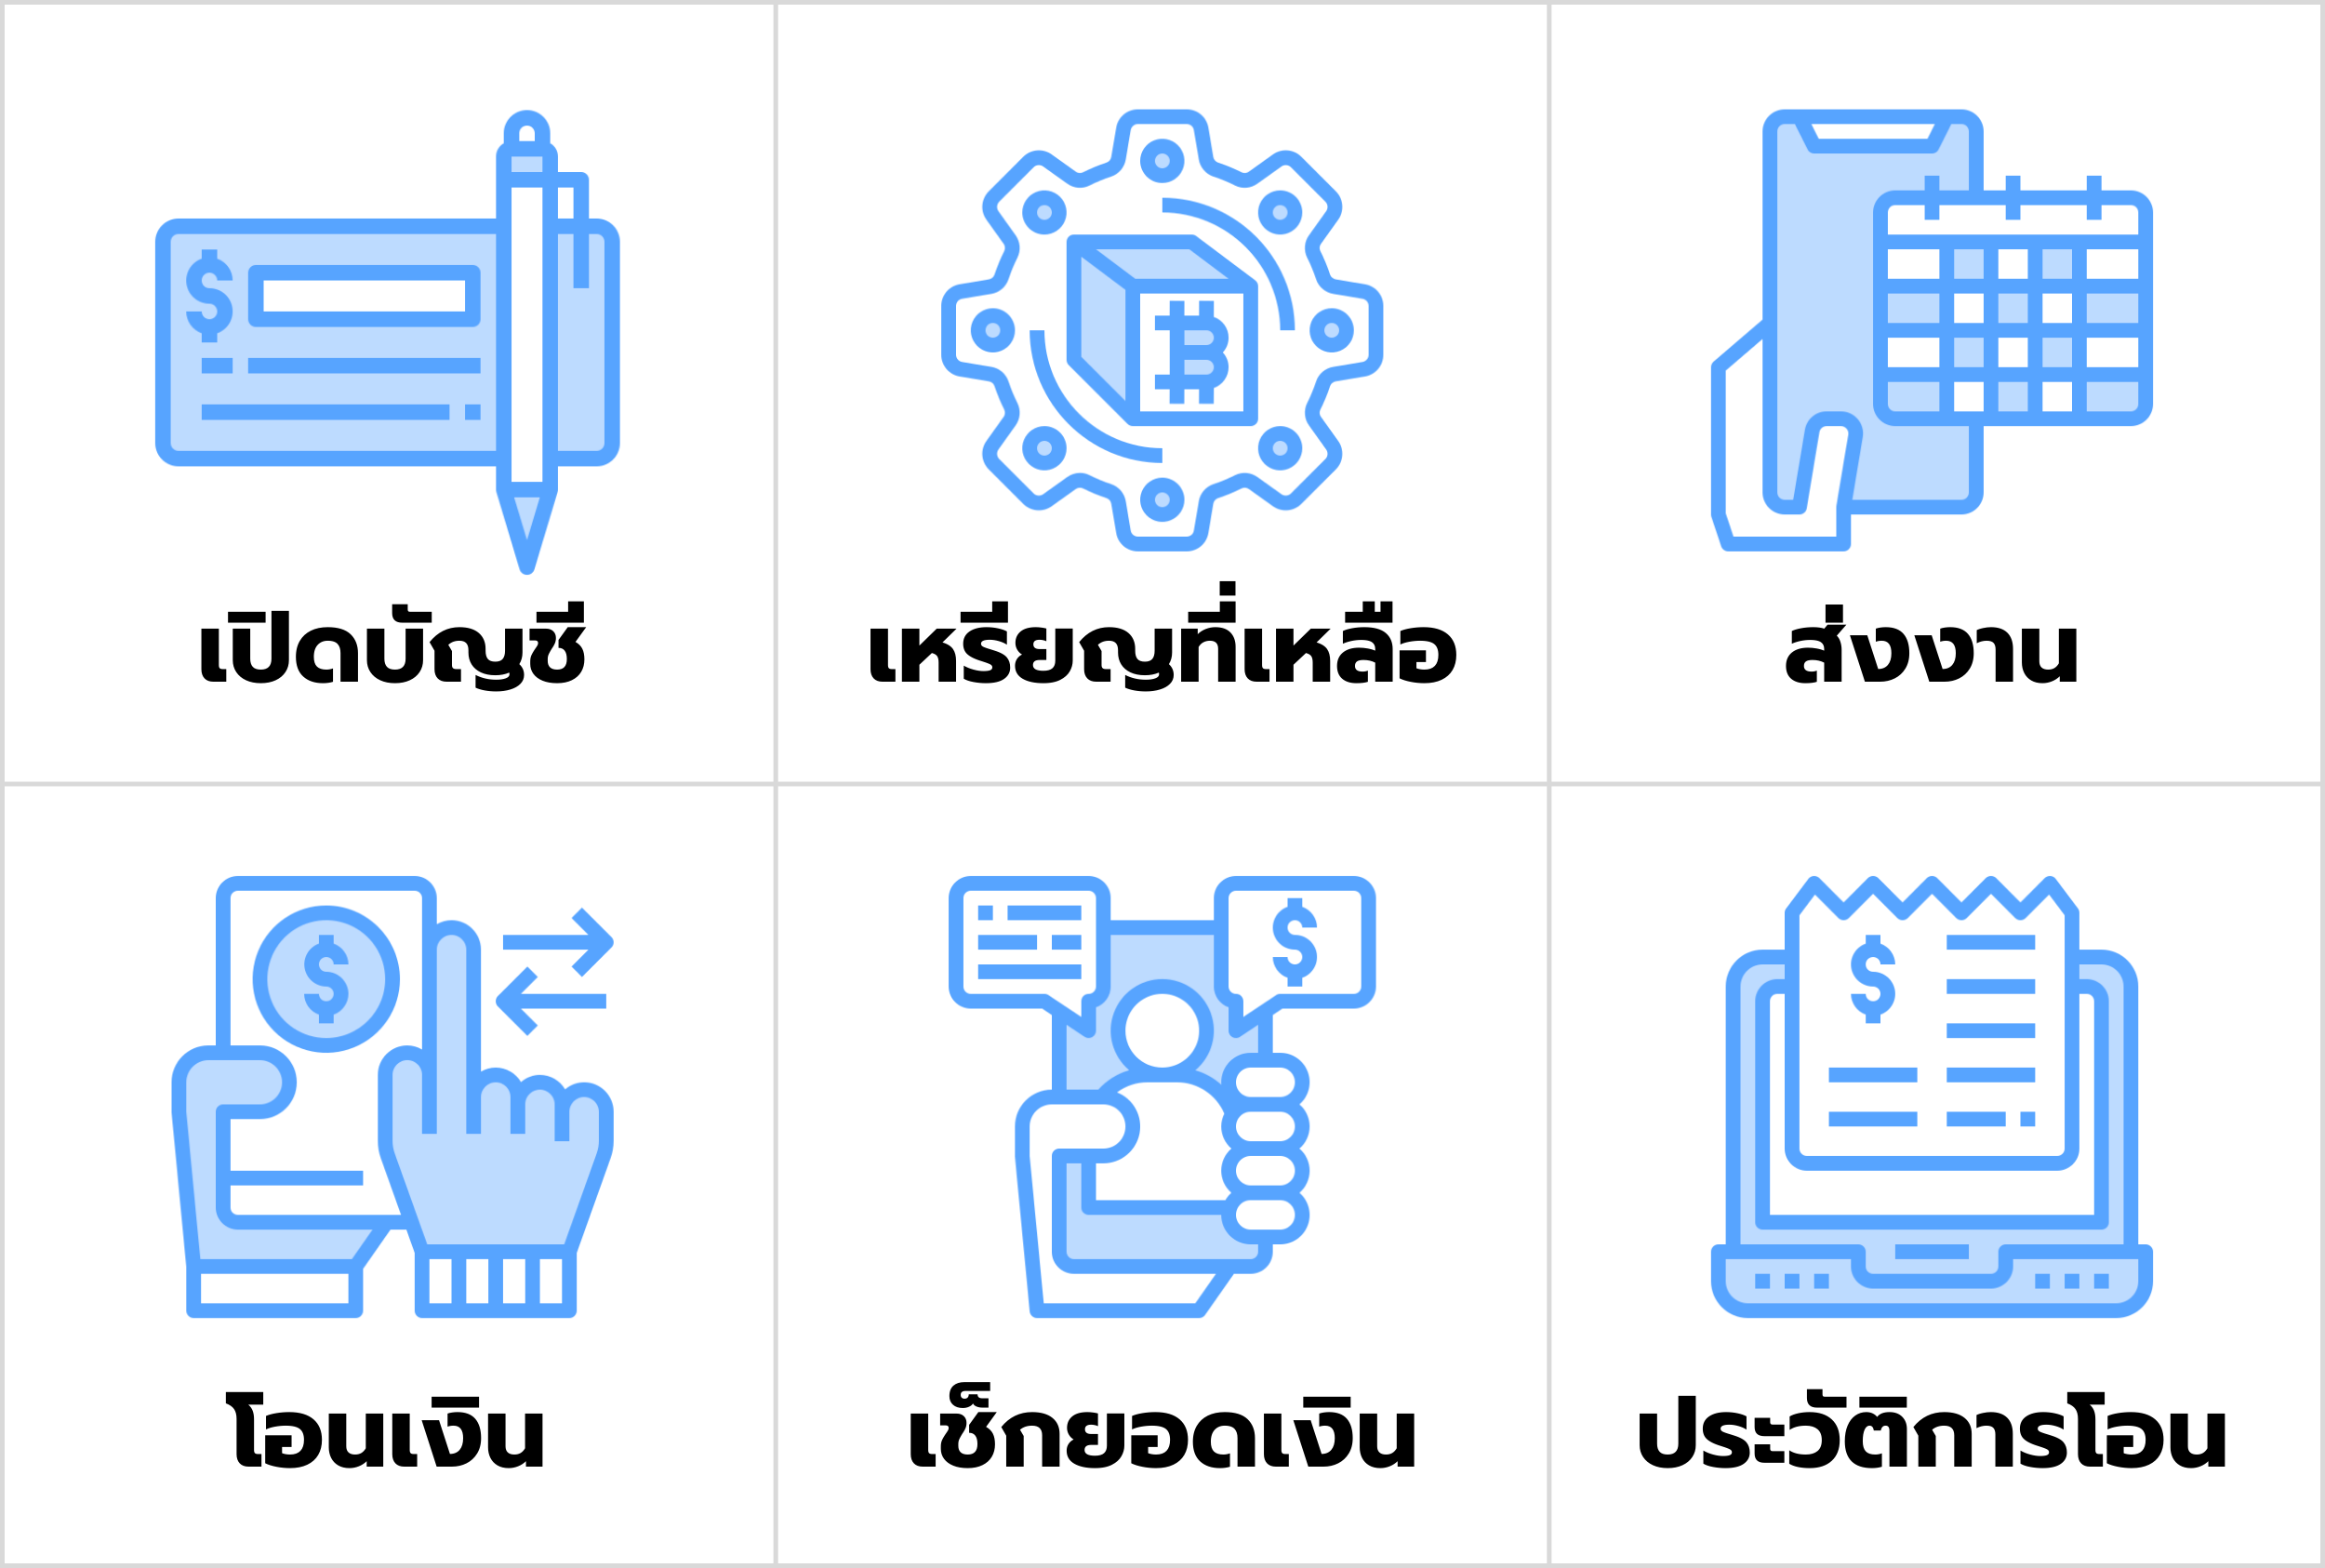 เปิดบัญชี
เหรียญที่เหลือ
ส่งงาน
$
$
$
โอนเงิน
เช็กยอดเงิน
ประวัติการโอน